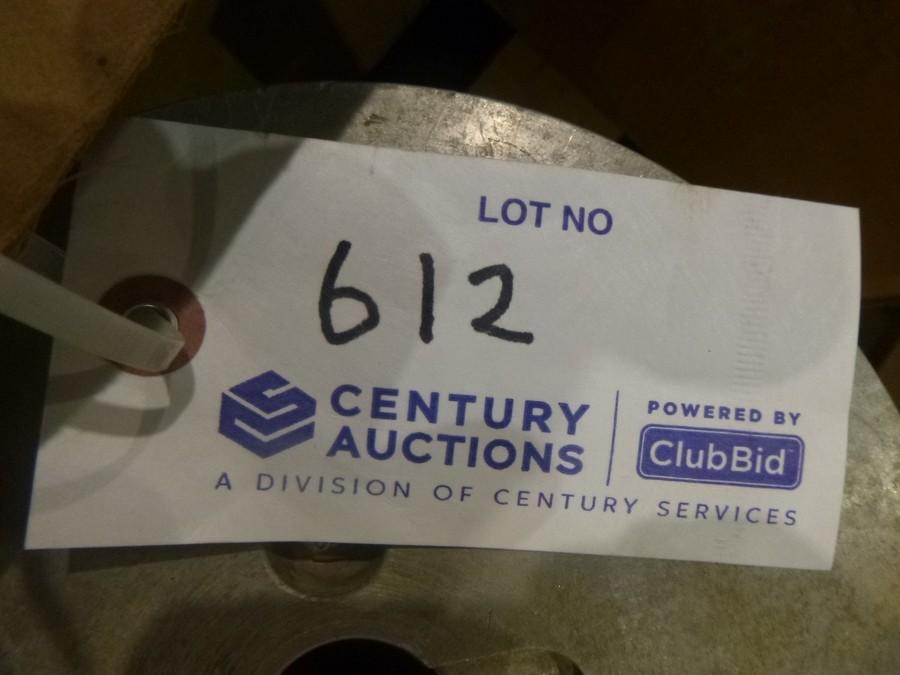 LOT NO
612
CENTURY
AUCTIONS
A DIVISION OF CENTURY SERVICES
POWERED BY
ClubBid